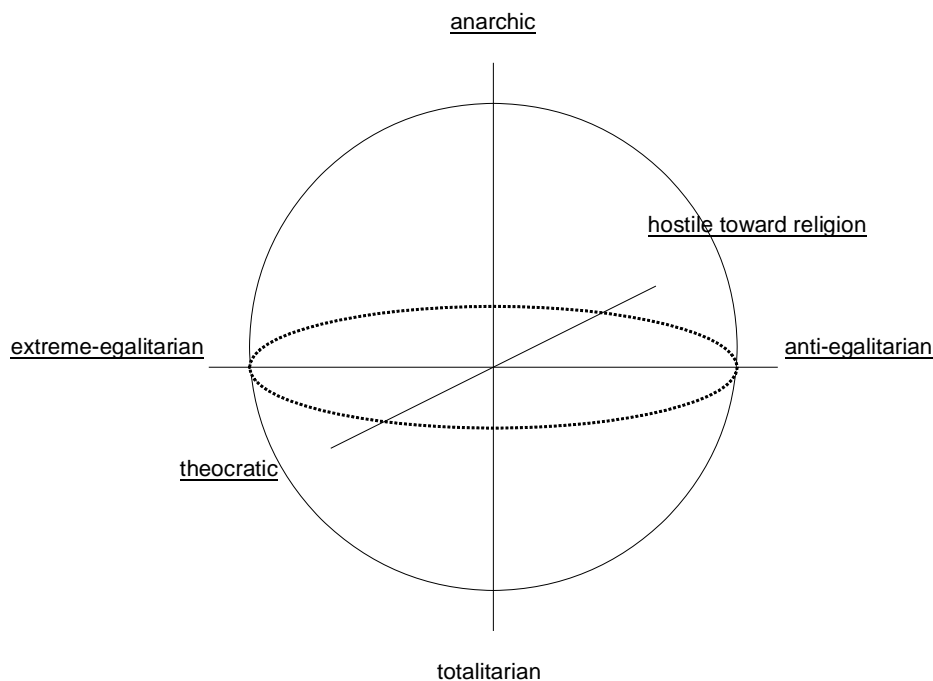 anarchic
hostile toward religion
extreme-egalitarian
anti-egalitarian
theocratic
totalitarian